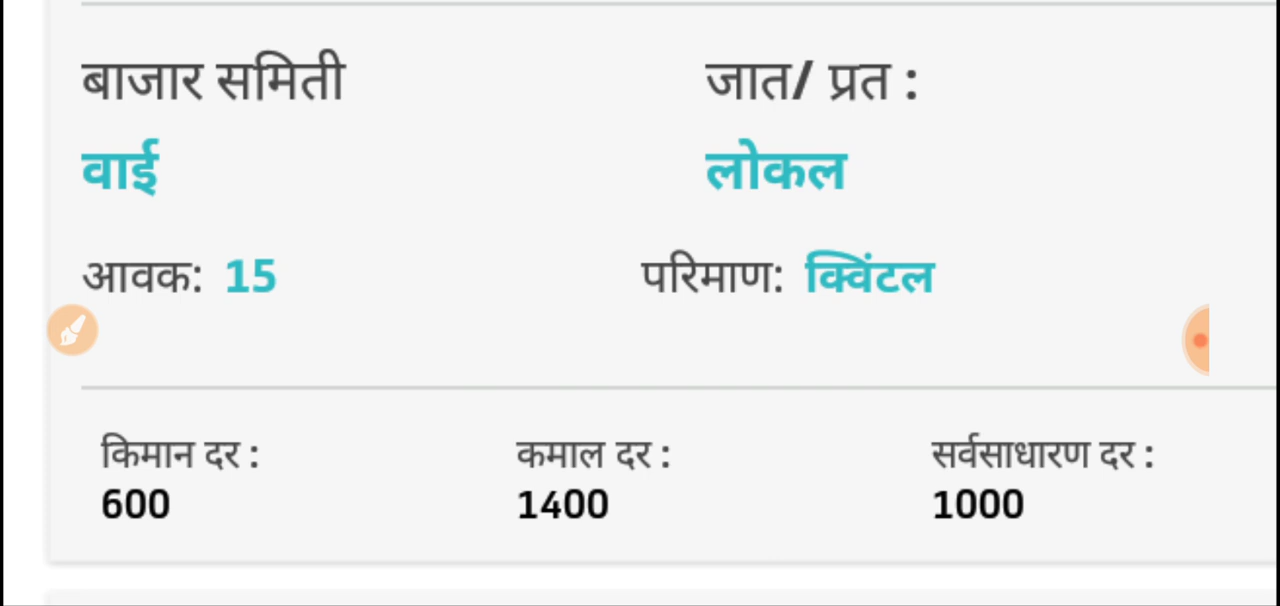 बाजार समिती जात/ प्रत :
वाई लोकल
आवक: 15 परिमाण: क्विंटल
किमान दर : कमाल दर : सर्वसाधारण दर :
600 1400 1000